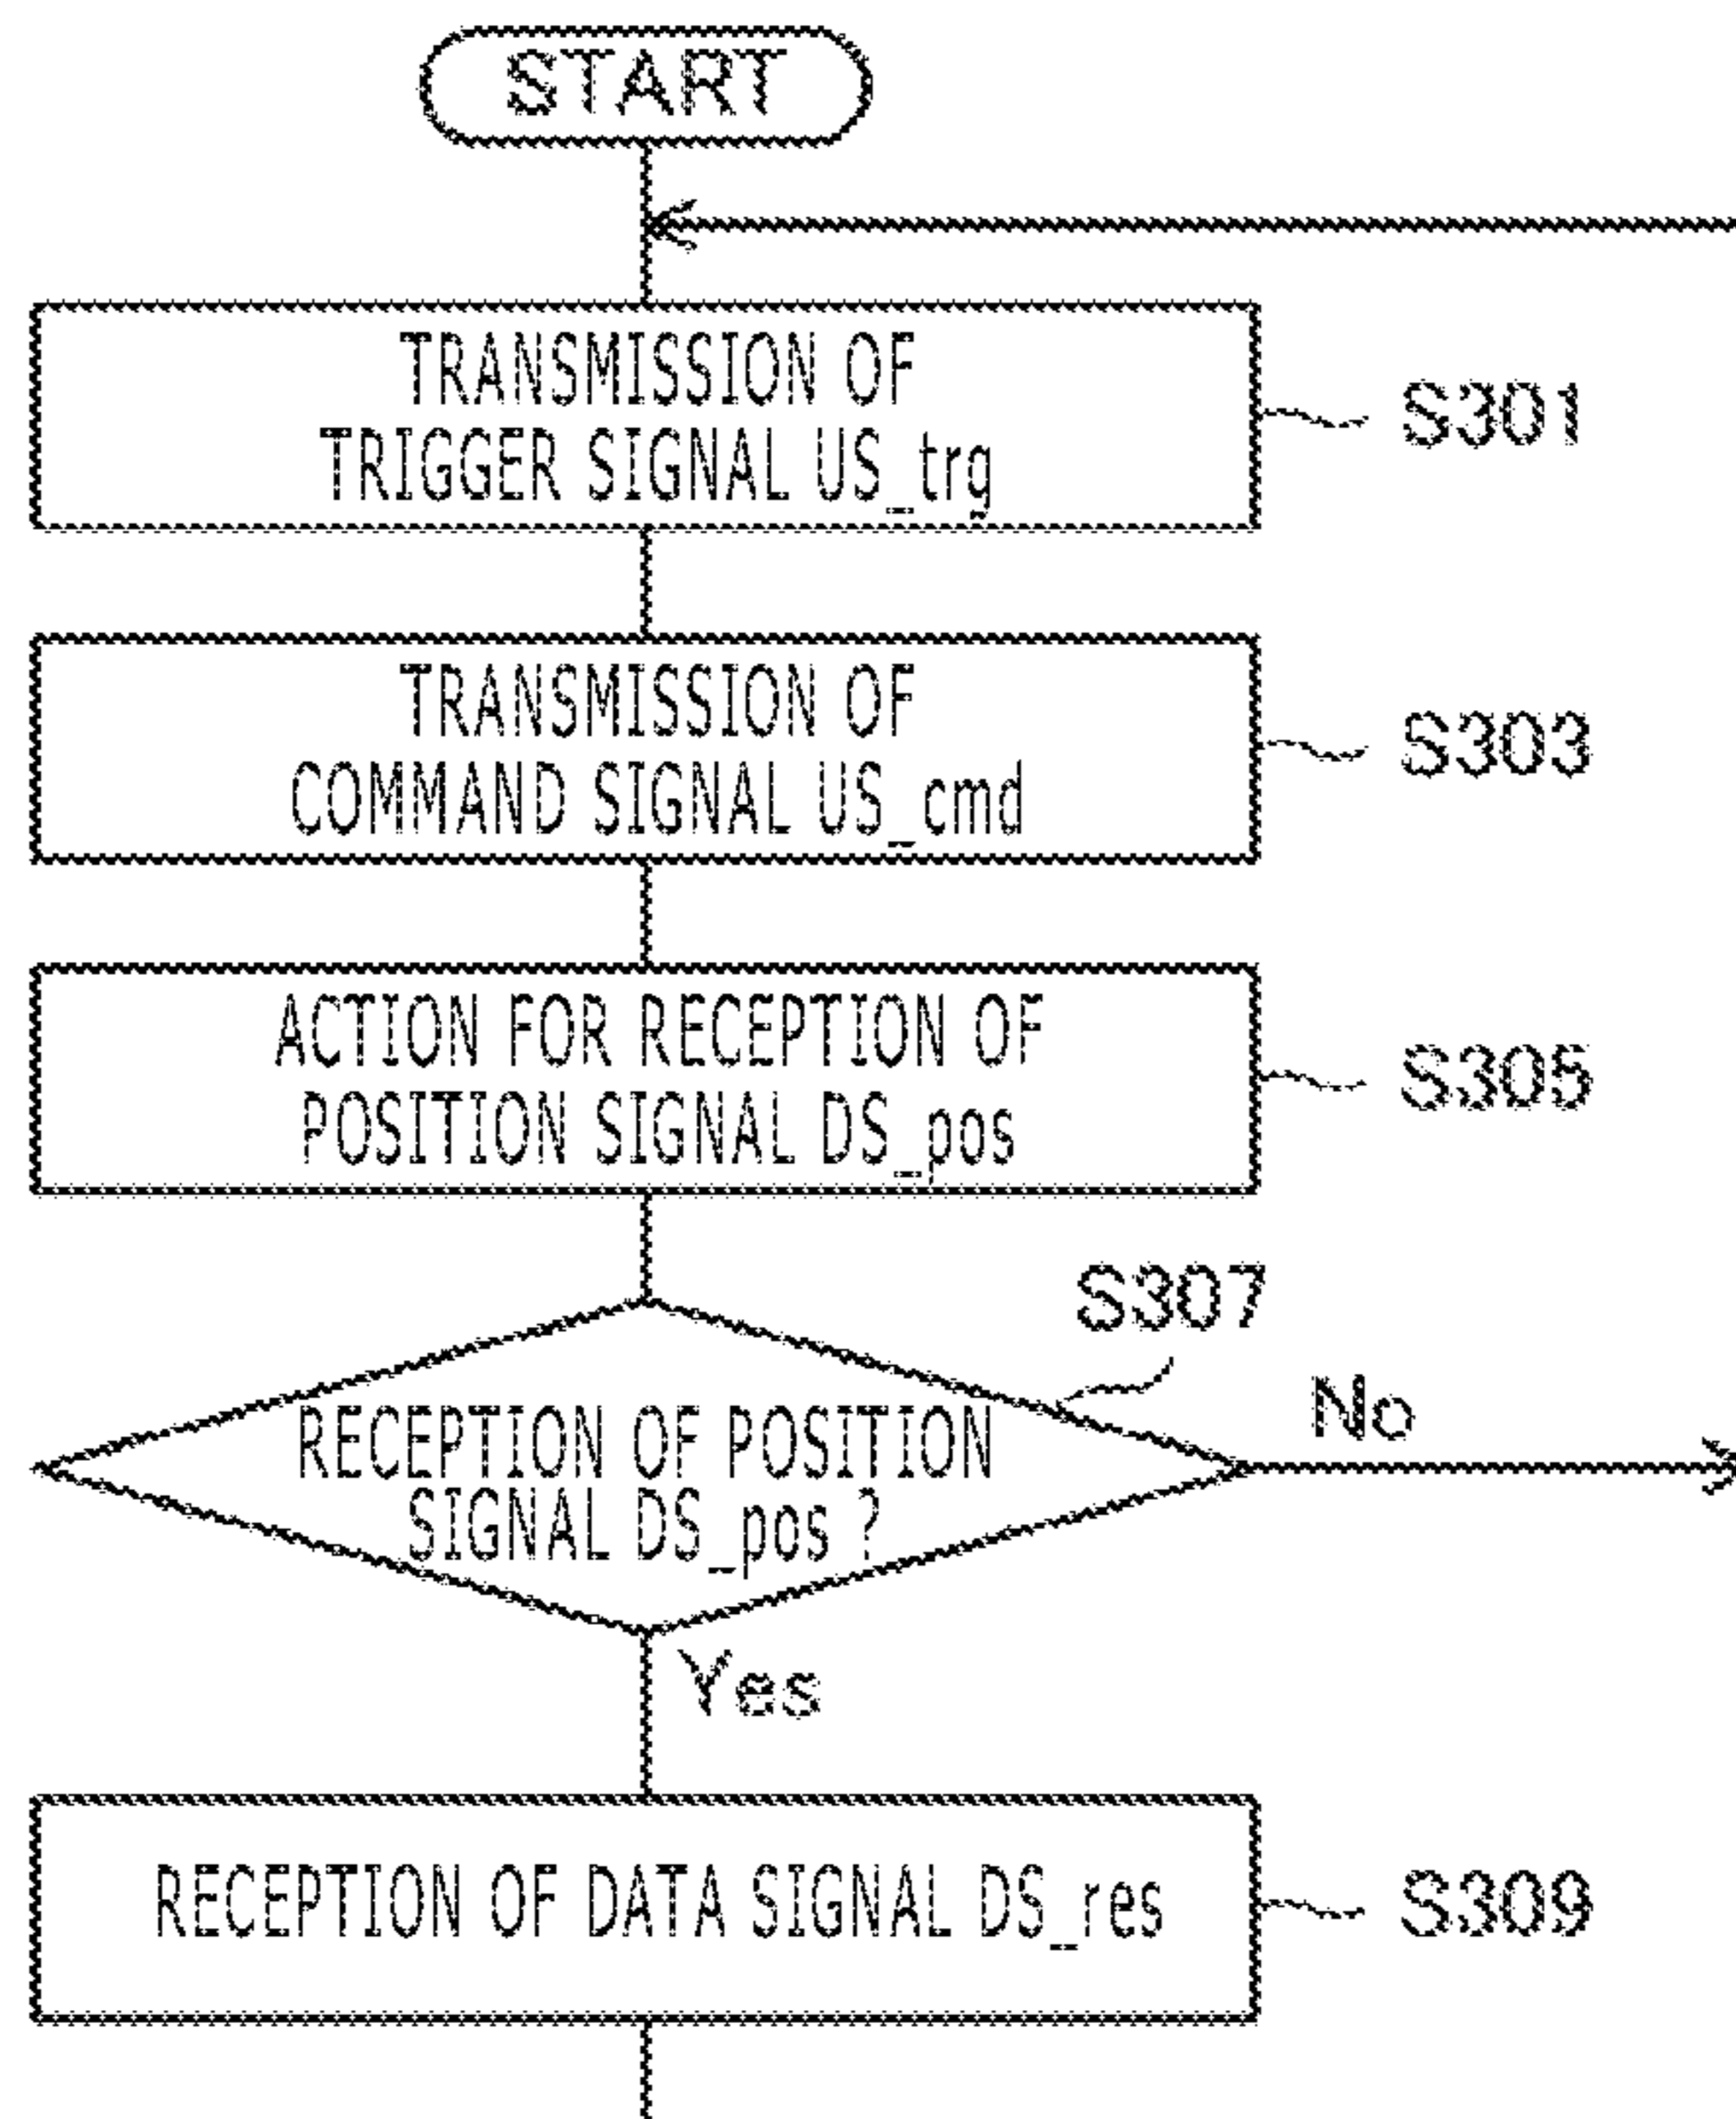 START
TRANSMISSION OF
TRIGGER SIGNAL US_trg
S301
TRANSMISSION OF
COMMAND SIGNAL US_cmd
S303
ACTION FOR RECEPTION OF
POSITION SIGNAL DS_pos
S305
S307
RECEPTION OF POSITION
SIGNAL DS_pos ?
No
Yes
RECEPTION OF DATA SIGNAL DS_res
S309